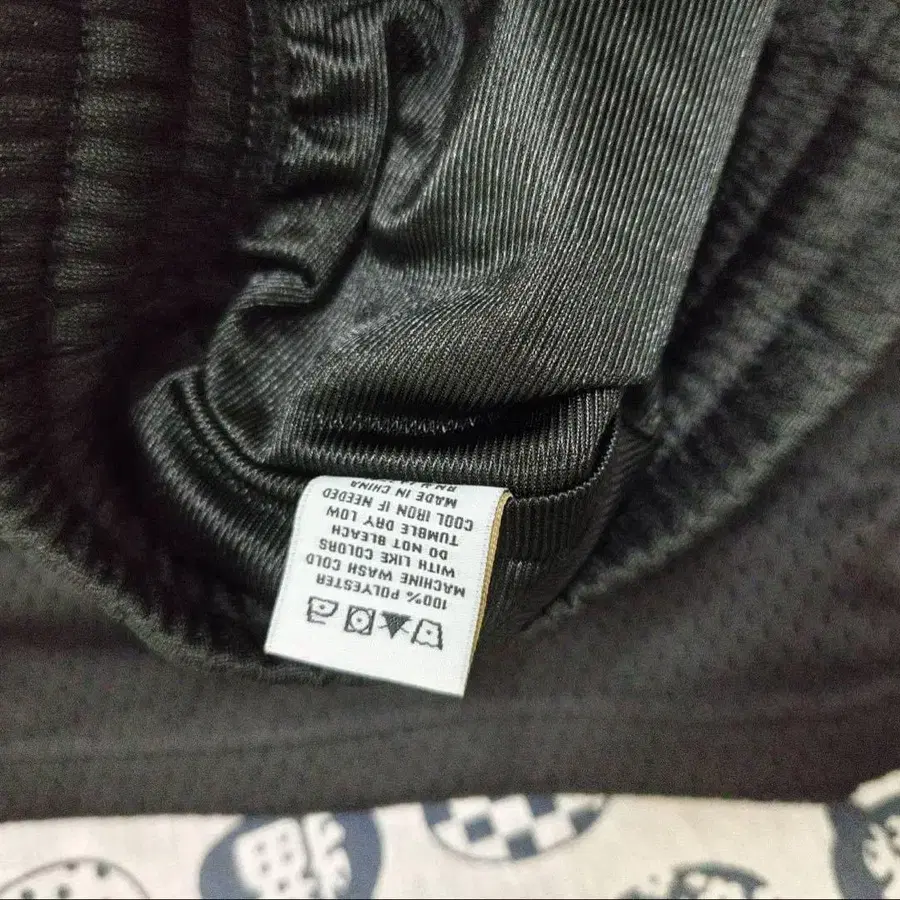 100% POLYESTER
MACHINE WASH COLD
WITH LIKE COLORS
DO NOT BLEACH
TUMBLE DRY LOW
COOL IRON IF NEEDED
MADE IN CHINA